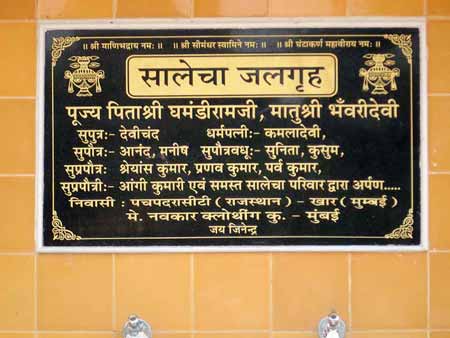 ॥ श्री माणिभद्राय नमः ॥ ॥ श्री सीमंधर स्वामिने नमः ॥ ॥ श्री घंटाकर्ण महावीराय नमः ॥
सालेचा जलगृह
पूज्य पिताश्री घमंडीरामजी, मातुश्री भँवरीदेवी
सुपुत्रः- देवीचंद धर्मपत्नीः- कमलादेवी,
सुपौत्रः- आनंद, मनीष सुपौत्रवधूः- सुनिता, कुसुम,
सुप्रपौत्रः- श्रेयांस कुमार, प्रणव कुमार, पर्व कुमार,
सुप्रपौत्रीः- आंगी कुमारी एवं समस्त सालेचा परिवार द्वारा अर्पण.....
निवासी : पचपदरासीटी ( राजस्थान ) - खार ( मुम्बई )
मे. नवकार क्लोथींग कु. - मुंबई
जय जिनेन्द्र